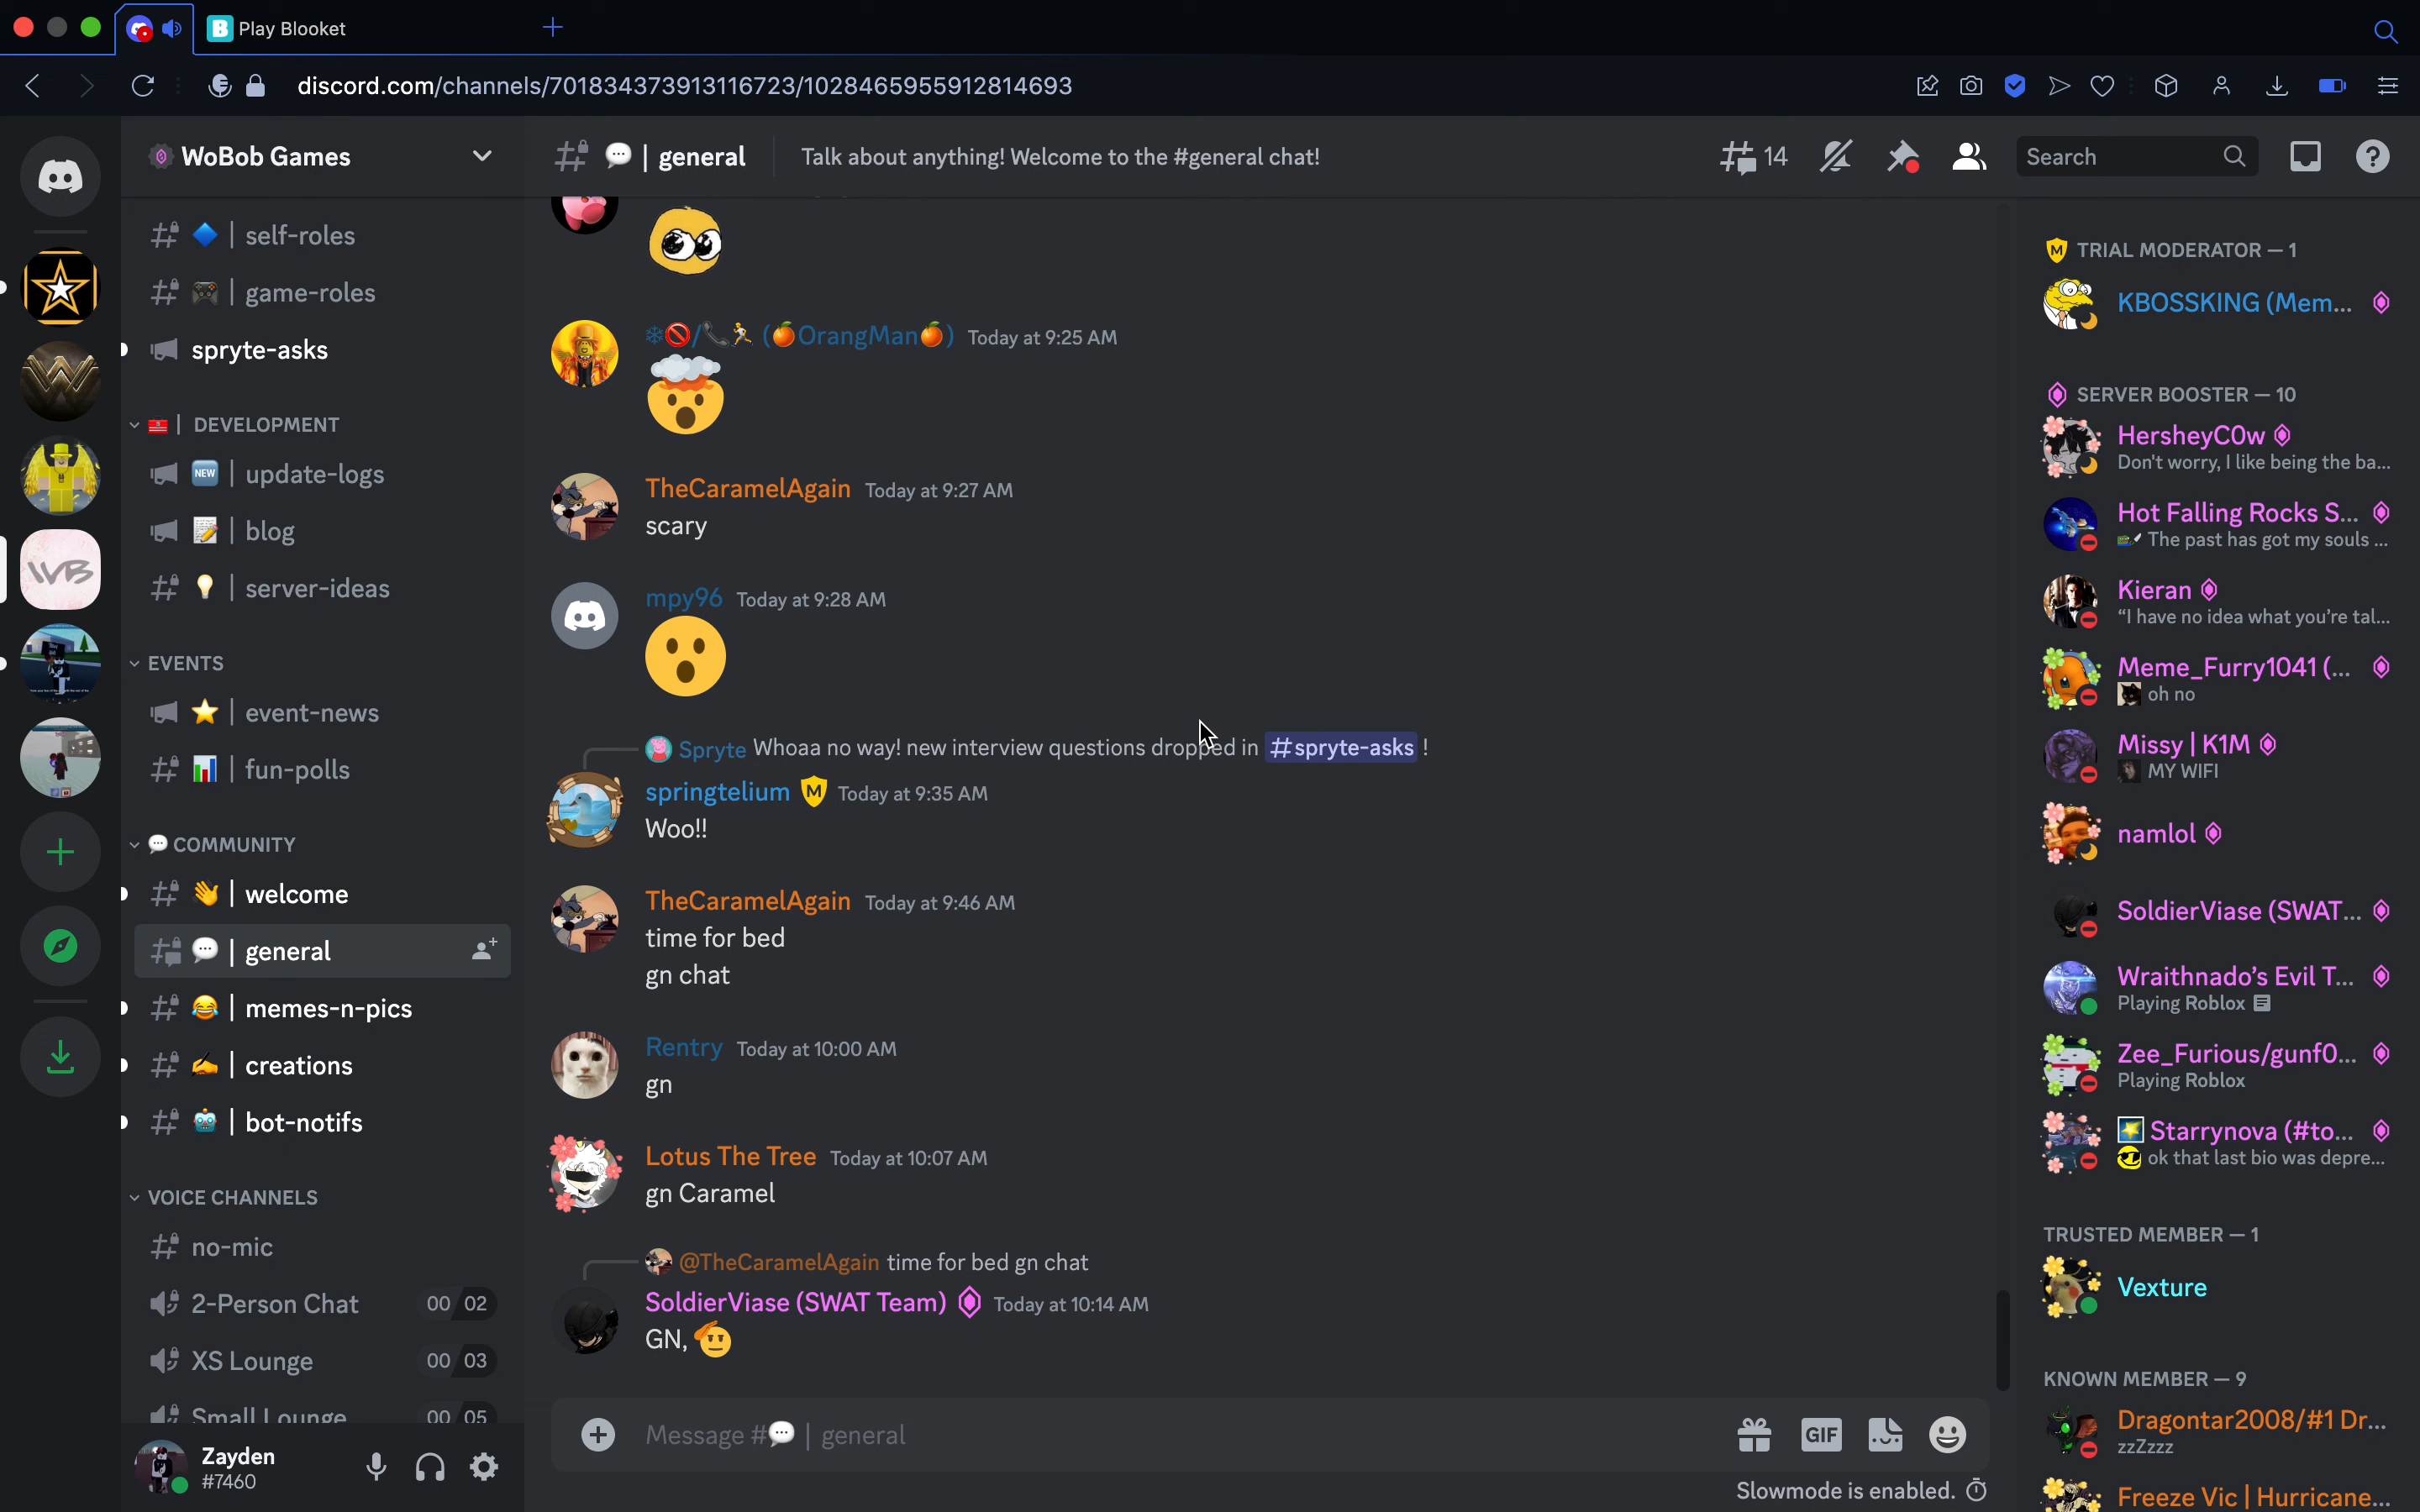 Play Blooket
discord.com/channels/701834373913116723/1028465955912814693
WoBob Games
self-roles
game-roles
spryte-asks
DEVELOPMENT
NEW
update-logs
blog
server-ideas
EVENTS
event-news
fun-polls
COMMUNITY
welcome
general
memes-n-pics
creations
bot-notifs
VOICE CHANNELS
no-mic
2-Person Chat 00 02
XS Lounge 00 03
Small Lounge 00 05
Zayden
#7460
general
Talk about anything! Welcome to the #general chat!
14
Search
(🍊OrangMan🍊) Today at 9:25 AM
TheCaramelAgain Today at 9:27 AM
scary
mpy96 Today at 9:28 AM
Spryte Whoaa no way! new interview questions dropped in #spryte-asks !
springtelium M Today at 9:35 AM
Woo!!
TheCaramelAgain Today at 9:46 AM
time for bed
gn chat
Rentry Today at 10:00 AM
gn
Lotus The Tree Today at 10:07 AM
gn Caramel
@TheCaramelAgain time for bed gn chat
SoldierViase (SWAT Team) Today at 10:14 AM
GN, 🫡
Message #💬 | general
GIF
Slowmode is enabled.
TRIAL MODERATOR — 1
KBOSSKING (Mem...
SERVER BOOSTER — 10
HersheyC0w
Don't worry, I like being the ba...
Hot Falling Rocks S...
The past has got my souls ...
Kieran
“I have no idea what you’re tal...
Meme_Furry1041 (...
oh no
Missy | K1M
MY WIFI
namlol
SoldierViase (SWAT...
Wraithnado’s Evil T...
Playing Roblox
Zee_Furious/gunf0...
Playing Roblox
Starrynova (#to...
ok that last bio was depre...
TRUSTED MEMBER — 1
Vexture
KNOWN MEMBER — 9
Dragontar2008/#1 Dr...
zzZzzz
Freeze Vic | Hurricane...